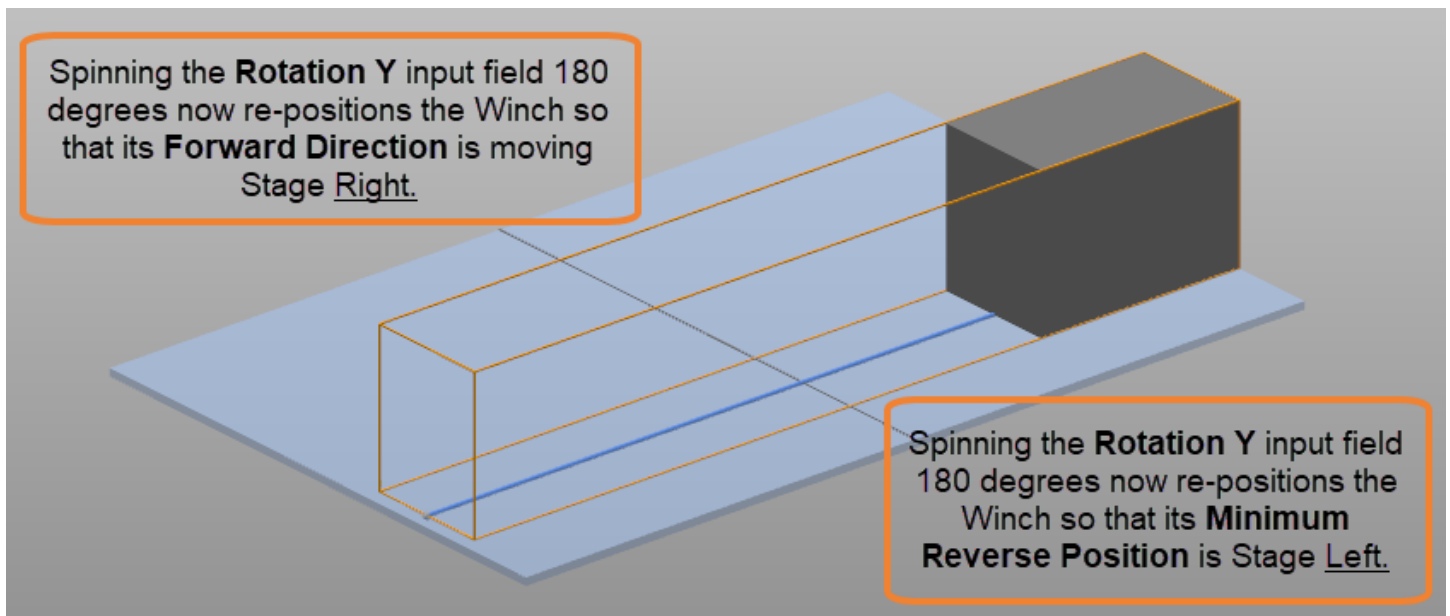 Spinning the Rotation Y input field 180
degrees now re-positions the Winch so
that its Forward Direction is moving
Stage Right.
Spinning the Rotation Y input field
180 degrees now re-positions the
Winch so that its Minimum
Reverse Position is Stage Left.